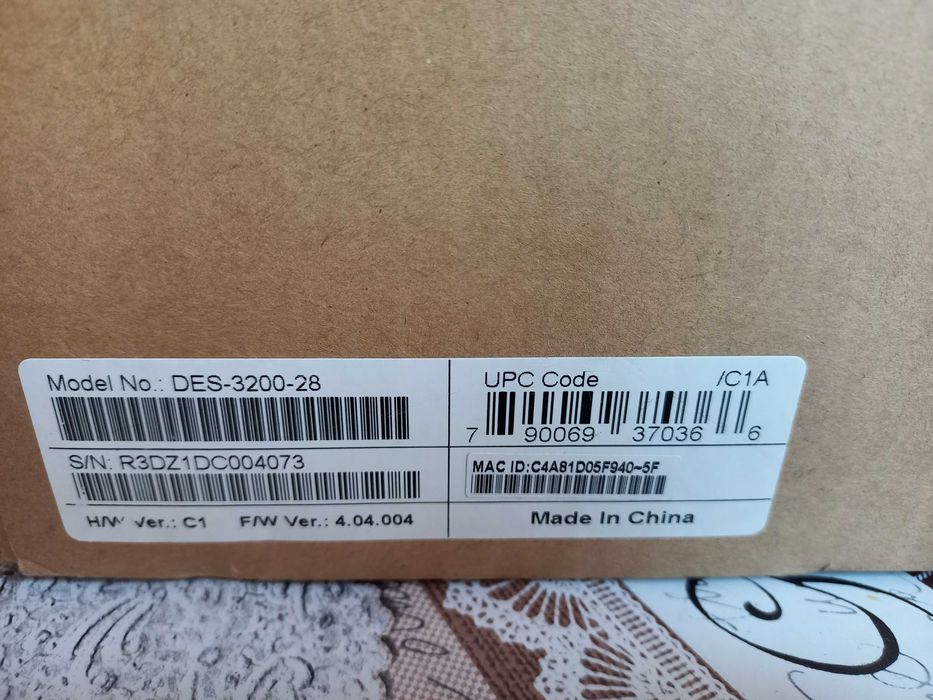 Model No.: DES-3200-28
S/N: R3DZ1DC004073
H/W Ver.: C1 F/W Ver.: 4.04.004
UPC Code /C1A
7 90069 37036 6
MAC ID:C4A81D05F940~5F
Made In China